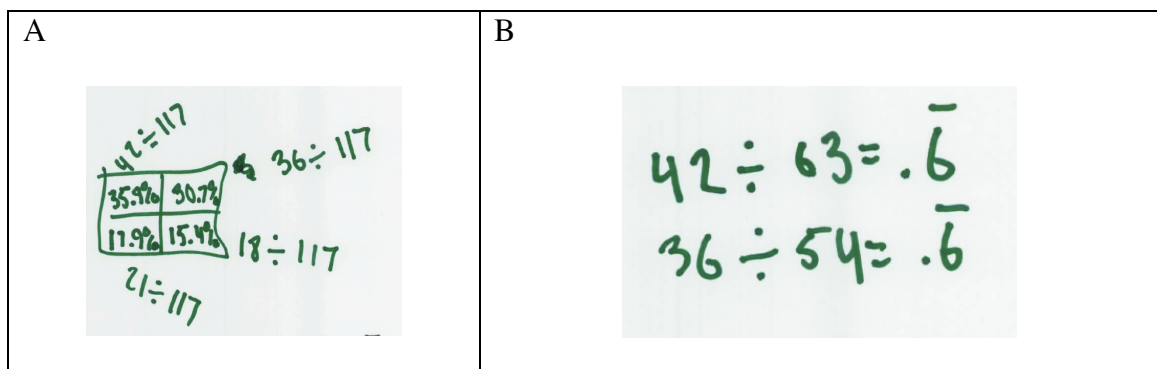 A
B
42 ÷ 117
36 ÷ 117
35.9% 30.7%
17.9% 15.4%
18 ÷ 117
21 ÷ 117
42 ÷ 63 = .6̅
36 ÷ 54 = .6̅